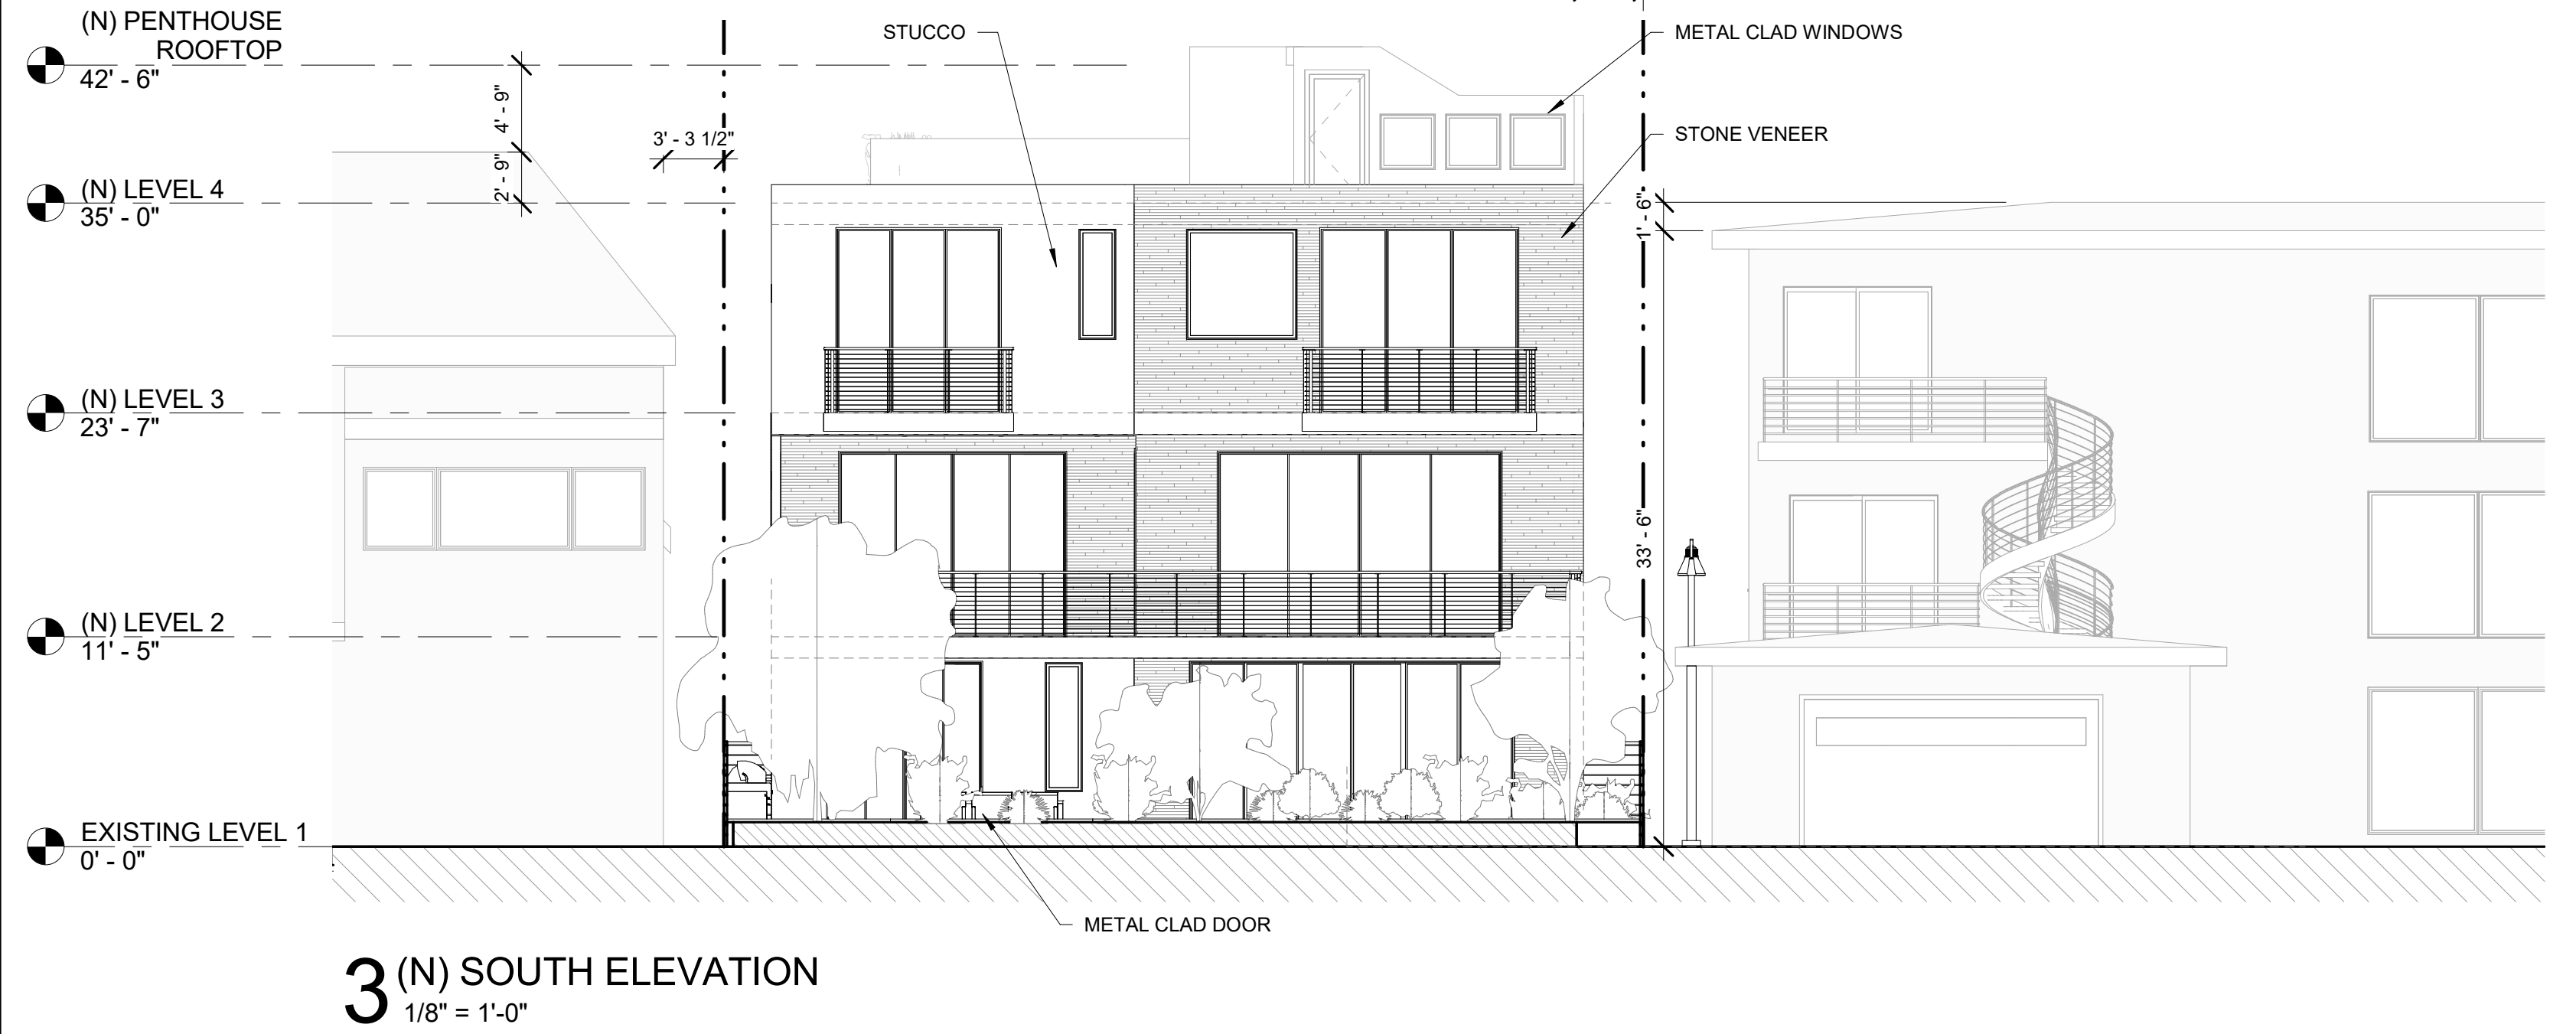 (N) PENTHOUSE
ROOFTOP
42' - 6"
STUCCO
METAL CLAD WINDOWS
4' - 9"
3' - 3 1/2"
STONE VENEER
2' - 9"
(N) LEVEL 4
35' - 0"
1' - 6"
(N) LEVEL 3
23' - 7"
33' - 6"
(N) LEVEL 2
11' - 5"
EXISTING LEVEL 1
0' - 0"
METAL CLAD DOOR
3 (N) SOUTH ELEVATION
1/8" = 1'-0"